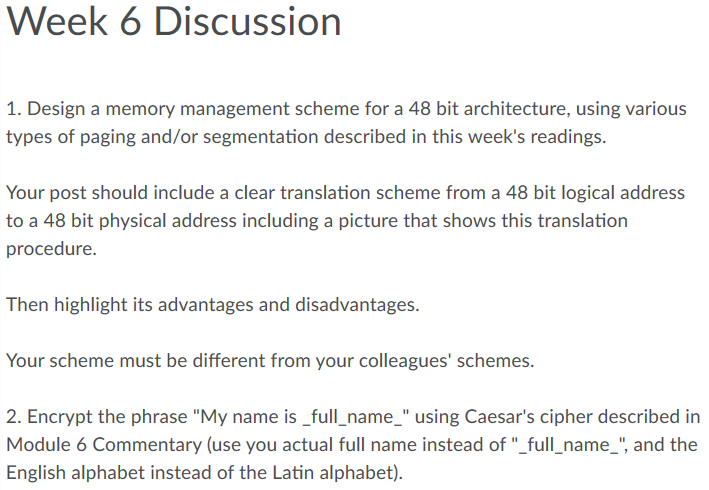 Week 6 Discussion
1. Design a memory management scheme for a 48 bit architecture, using various
types of paging and/or segmentation described in this week's readings.
Your post should include a clear translation scheme from a 48 bit logical address
to a 48 bit physical address including a picture that shows this translation
procedure.
Then highlight its advantages and disadvantages.
Your scheme must be different from your colleagues' schemes.
2. Encrypt the phrase "My name is _full_name_" using Caesar's cipher described in
Module 6 Commentary (use you actual full name instead of "_full_name_", and the
English alphabet instead of the Latin alphabet).